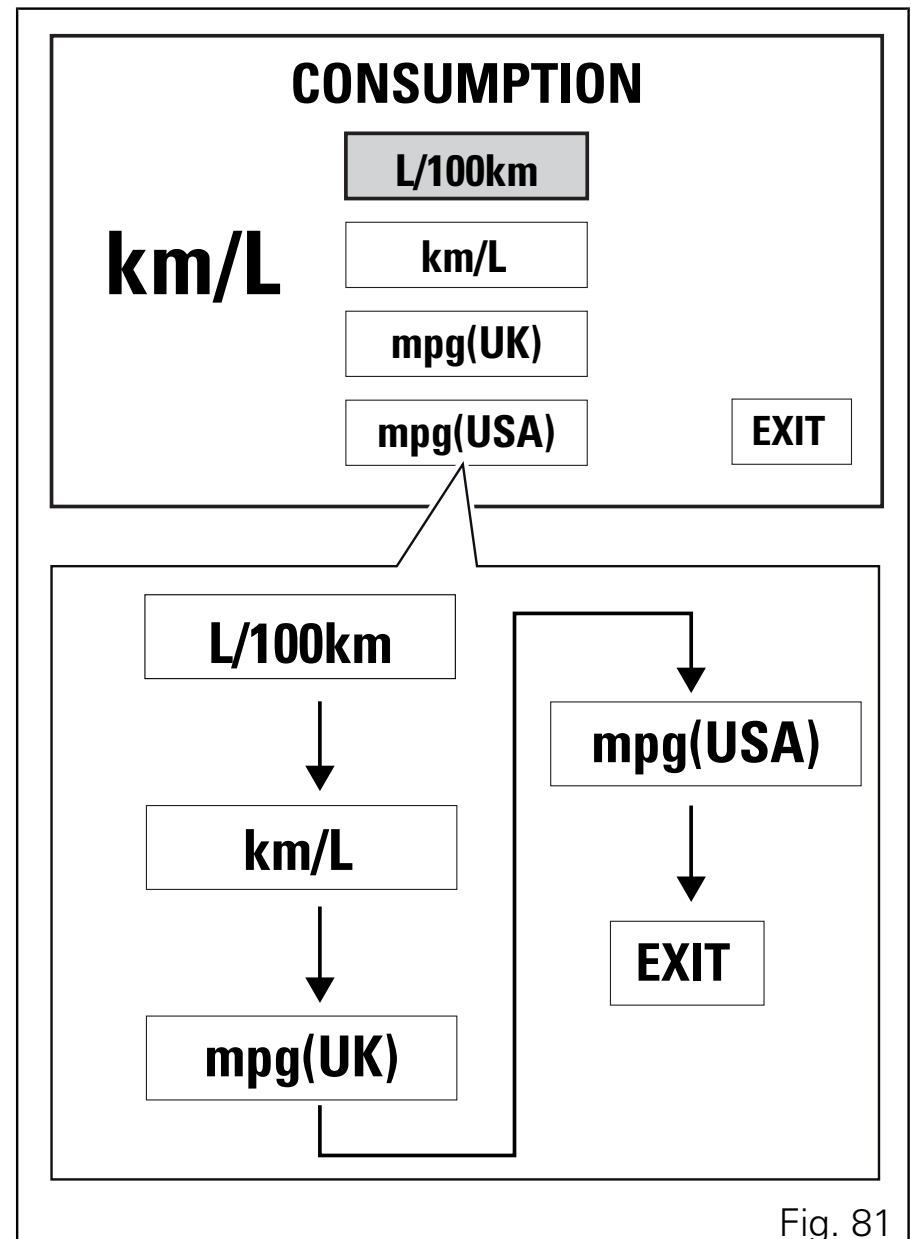 CONSUMPTION
L/100km
km/L
km/L
mpg(UK)
mpg(USA)
EXIT
L/100km
km/L
mpg(UK)
mpg(USA)
EXIT
Fig. 81